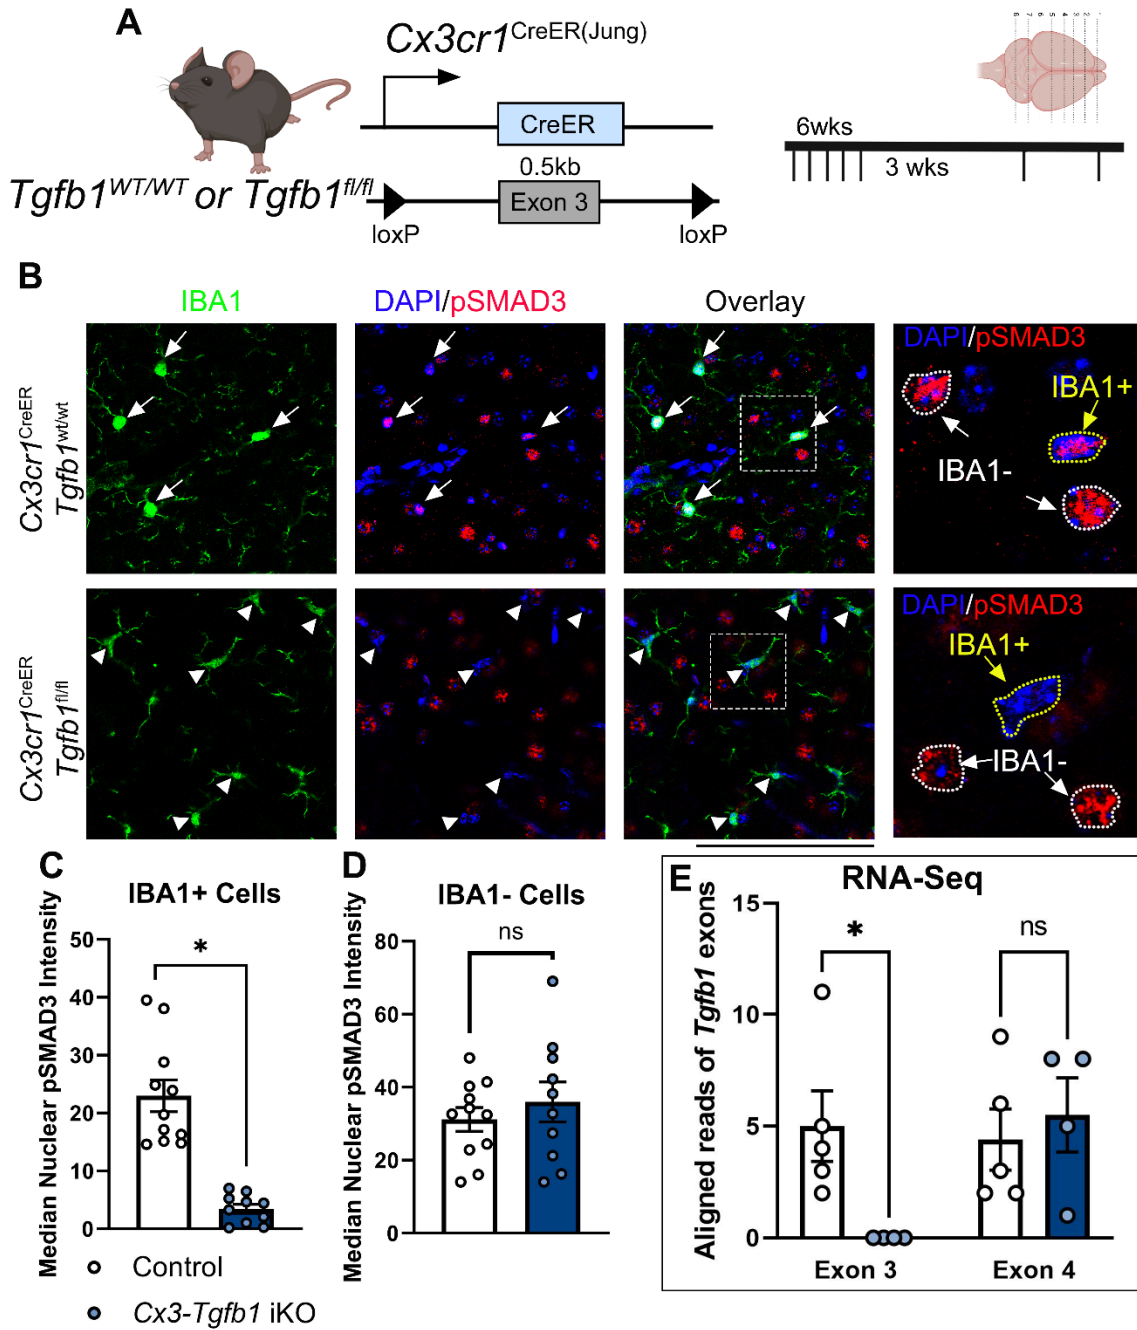 A
Cx3cr1CreER(Jung)
CreER
0.5kb
Exon 3
loxP
loxP
Tgfb1WT/WT or Tgfb1fl/fl
6wks
3 wks
B
IBA1
DAPI/pSMAD3
Overlay
Cx3cr1CreER
Tgfb1wt/wt
DAPI/pSMAD3
IBA1+
IBA1-
Cx3cr1CreER
Tgfb1fl/fl
DAPI/pSMAD3
IBA1+
IBA1-
C
IBA1+ Cells
Median Nuclear pSMAD3 Intensity
50
40
30
20
10
0
*
D
IBA1- Cells
Median Nuclear pSMAD3 Intensity
80
60
40
20
0
ns
Control
Cx3-Tgfb1 iKO
E
RNA-Seq
Aligned reads of Tgfb1 exons
15
10
5
0
*
ns
Exon 3
Exon 4